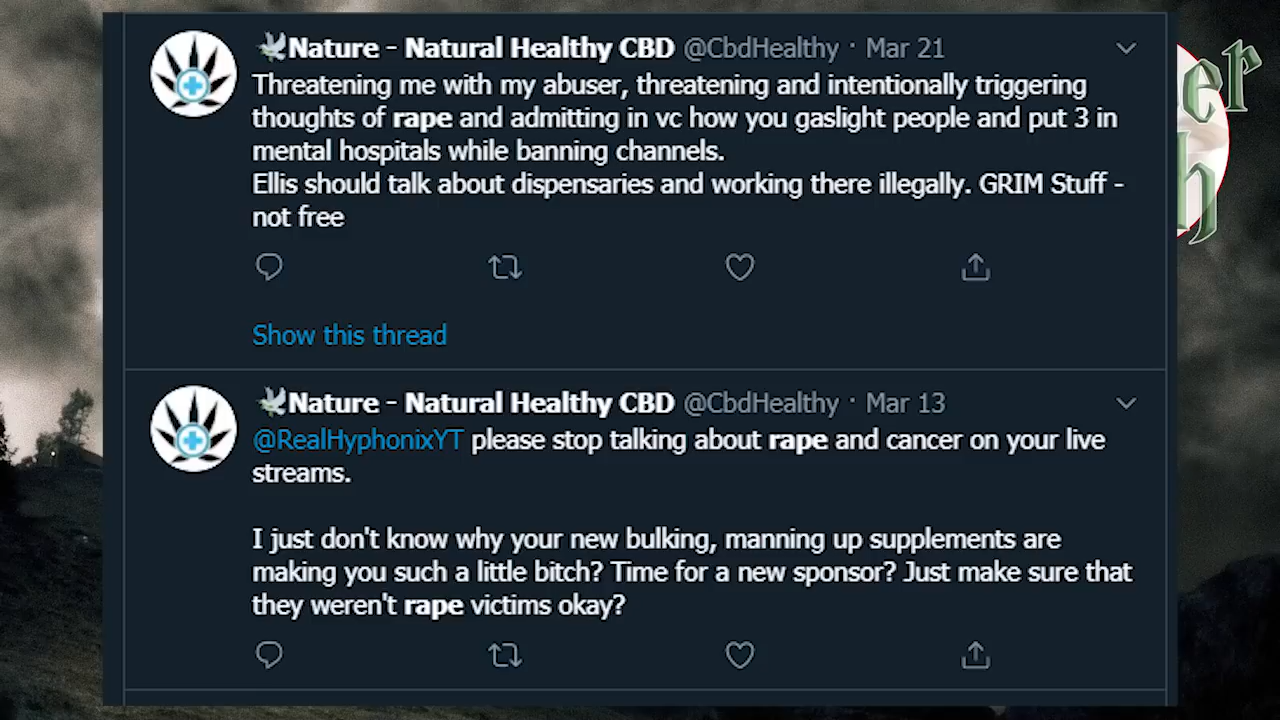 Nature - Natural Healthy CBD @CbdHealthy · Mar 21
Threatening me with my abuser, threatening and intentionally triggering
thoughts of rape and admitting in vc how you gaslight people and put 3 in
mental hospitals while banning channels.
Ellis should talk about dispensaries and working there illegally. GRIM Stuff -
not free
Show this thread
Nature - Natural Healthy CBD @CbdHealthy · Mar 13
@RealHyphonixYT please stop talking about rape and cancer on your live
streams.
I just don't know why your new bulking, manning up supplements are
making you such a little bitch? Time for a new sponsor? Just make sure that
they weren't rape victims okay?
er
h